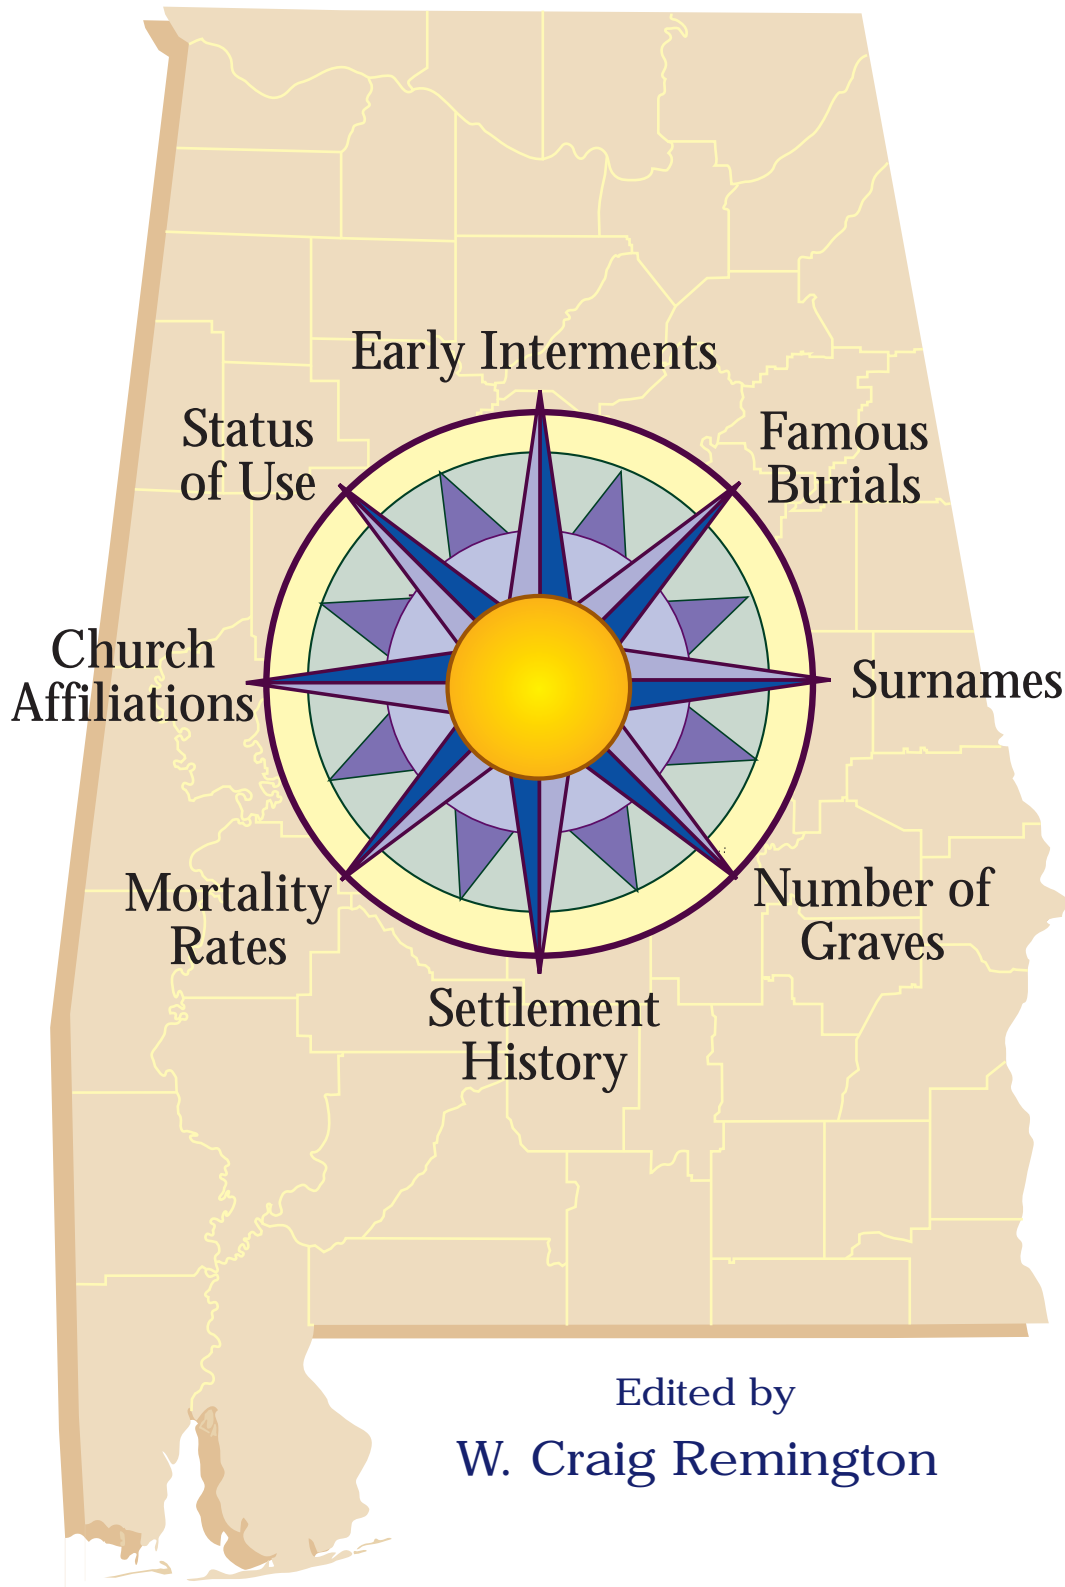 Early Interments
Status
of Use
Famous
Burials
Church
Affiliations
Surnames
Mortality
Rates
Number of
Graves
Settlement
History
Edited by
W. Craig Remington